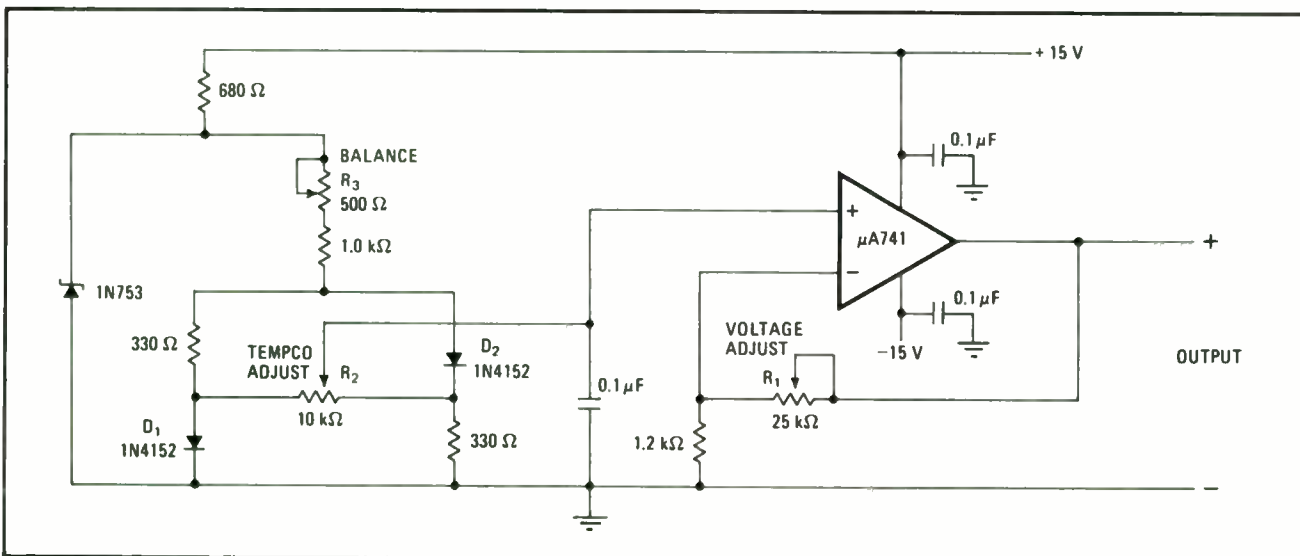 + 15 V
680 Ω
0.1 μF
BALANCE
R3
500 Ω
+
μA741
−
1.0 kΩ
+
1N753
0.1 μF
330 Ω
VOLTAGE
ADJUST
−15 V
TEMPCO
ADJUST
R2
D2
1N4152
OUTPUT
R1
0.1 μF
10 kΩ
25 kΩ
D1
1N4152
330 Ω
1.2 kΩ
−